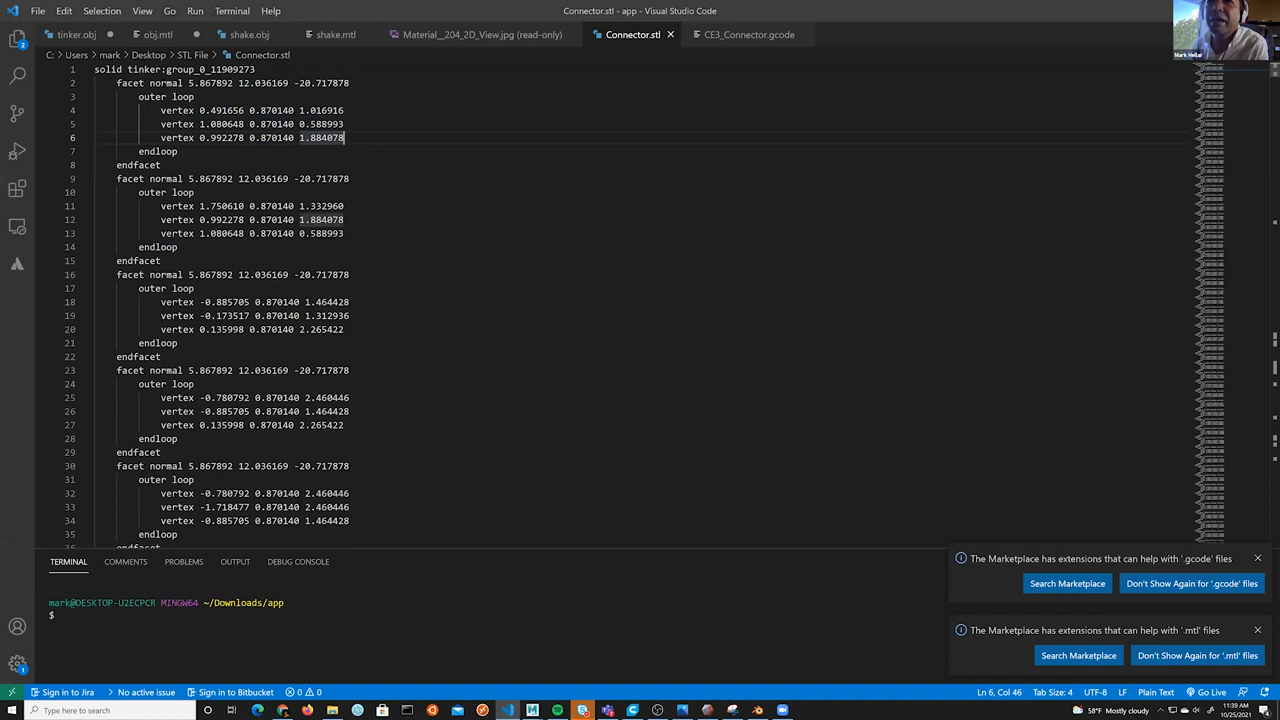 File Edit Selection View Go Run Terminal Help Connector.stl - app - Visual Studio Code
tinker.obj obj.mtl shake.obj shake.mtl Material__204_2D_View.jpg (read-only) Connector.stl CE3_Connector.gcode
Mark Hellar
C: > Users > mark > Desktop > STL File > Connector.stl
1 solid tinker:group_0_11909273
2 facet normal 5.867892 12.036169 -20.717878
3 outer loop
4 vertex 0.491656 0.870140 1.016916
5 vertex 1.080648 0.870140 0.588993
6 vertex 0.992278 0.870140 1.884078
7 endloop
8 endfacet
9 facet normal 5.867892 12.036169 -20.717878
10 outer loop
11 vertex 1.750610 0.870140 1.332960
12 vertex 0.992278 0.870140 1.884078
13 vertex 1.080648 0.870140 0.588993
14 endloop
15 endfacet
16 facet normal 5.867892 12.036169 -20.717878
17 outer loop
18 vertex -0.885705 0.870140 1.464428
19 vertex -0.173517 0.870140 1.312936
20 vertex 0.135998 0.870140 2.265422
21 endloop
22 endfacet
23 facet normal 5.867892 12.036169 -20.717878
24 outer loop
25 vertex -0.780792 0.870140 2.460446
26 vertex -0.885705 0.870140 1.464428
27 vertex 0.135998 0.870140 2.265422
28 endloop
29 endfacet
30 facet normal 5.867892 12.036169 -20.717878
31 outer loop
32 vertex -0.780792 0.870140 2.460446
33 vertex -1.718477 0.870140 2.460446
34 vertex -0.885705 0.870140 1.464428
35 endloop
36 endfacet
TERMINAL COMMENTS PROBLEMS OUTPUT DEBUG CONSOLE
mark@DESKTOP-U2ECPCR MINGW64 ~/Downloads/app
$
The Marketplace has extensions that can help with '.gcode' files
Search Marketplace Don't Show Again for '.gcode' files
The Marketplace has extensions that can help with '.mtl' files
Search Marketplace Don't Show Again for '.mtl' files
Sign in to Jira No active issue Sign in to Bitbucket 0 0 Ln 6, Col 46 Tab Size: 4 UTF-8 LF Plain Text Go Live
Type here to search 58°F Mostly cloudy 11:39 AM
10/25/2021